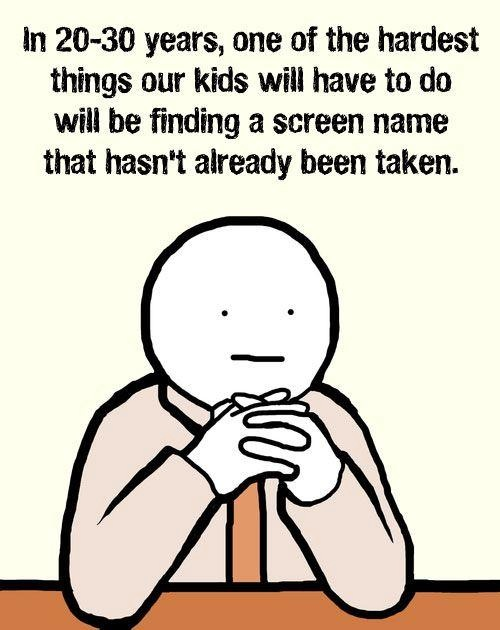 In 20-30 years, one of the hardest
things our kids will have to do
will be finding a screen name
that hasn't already been taken.